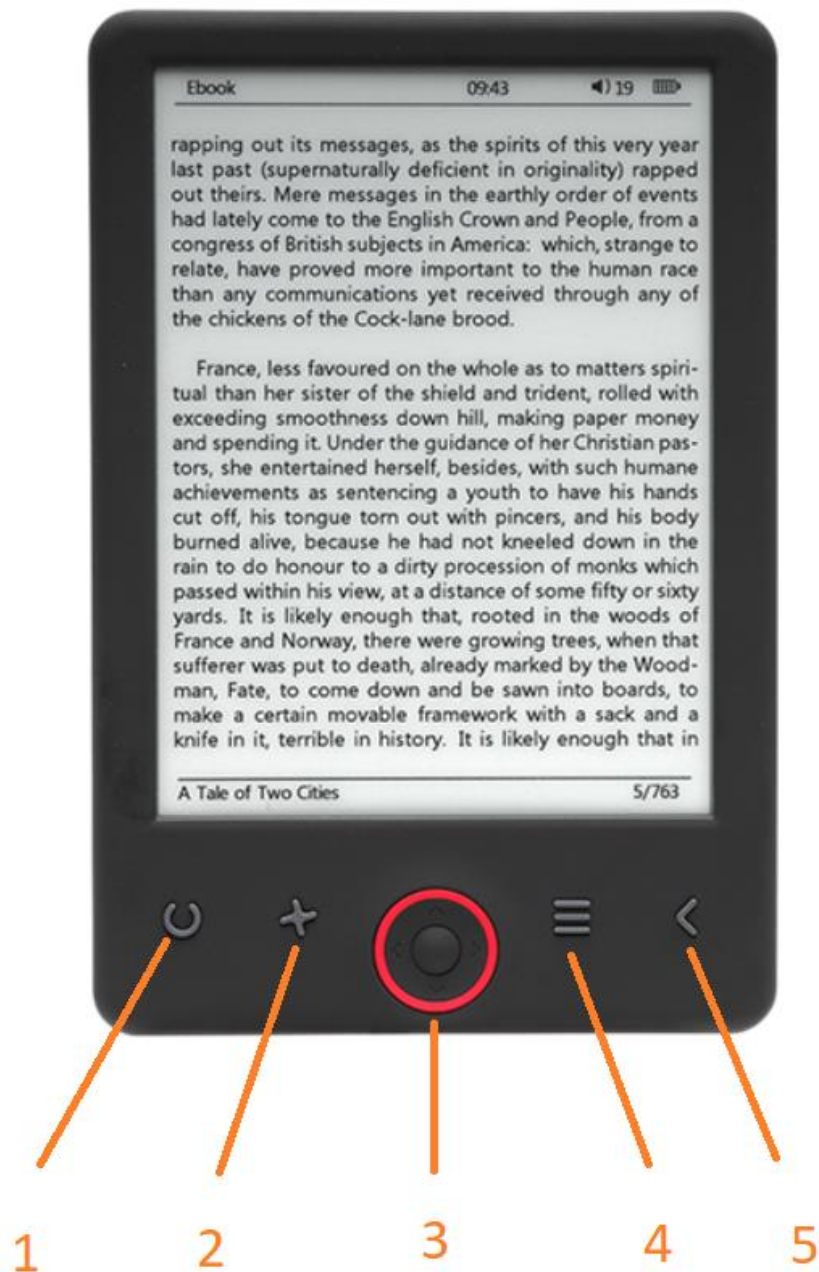 Ebook 09:43 19
rapping out its messages, as the spirits of this very year
last past (supernaturally deficient in originality) rapped
out theirs. Mere messages in the earthly order of events
had lately come to the English Crown and People, from a
congress of British subjects in America: which, strange to
relate, have proved more important to the human race
than any communications yet received through any of
the chickens of the Cock-lane brood.
France, less favoured on the whole as to matters spiri-
tual than her sister of the shield and trident, rolled with
exceeding smoothness down hill, making paper money
and spending it. Under the guidance of her Christian pas-
tors, she entertained herself, besides, with such humane
achievements as sentencing a youth to have his hands
cut off, his tongue torn out with pincers, and his body
burned alive, because he had not kneeled down in the
rain to do honour to a dirty procession of monks which
passed within his view, at a distance of some fifty or sixty
yards. It is likely enough that, rooted in the woods of
France and Norway, there were growing trees, when that
sufferer was put to death, already marked by the Wood-
man, Fate, to come down and be sawn into boards, to
make a certain movable framework with a sack and a
knife in it, terrible in history. It is likely enough that in
A Tale of Two Cities 5/763
1 2 3 4 5